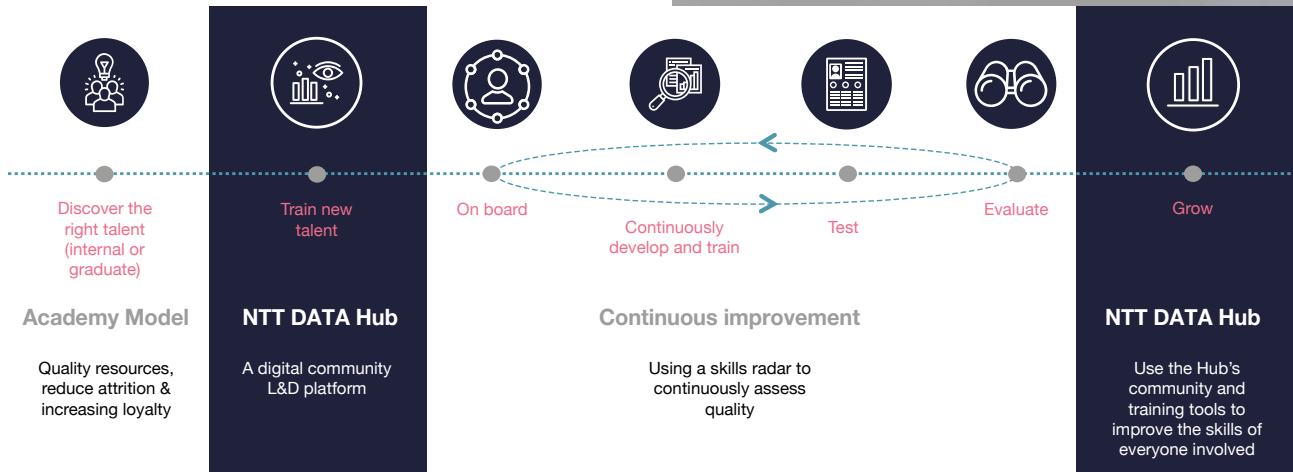 Discover the
right talent
(internal or
graduate)
Train new
talent
On board
Continuously
develop and train
Test
Evaluate
Grow
Academy Model
NTT DATA Hub
Continuous improvement
NTT DATA Hub
Quality resources,
reduce attrition &
increasing loyalty
A digital community
L&D platform
Using a skills radar to
continuously assess
quality
Use the Hub's
community and
training tools to
improve the skills of
everyone involved